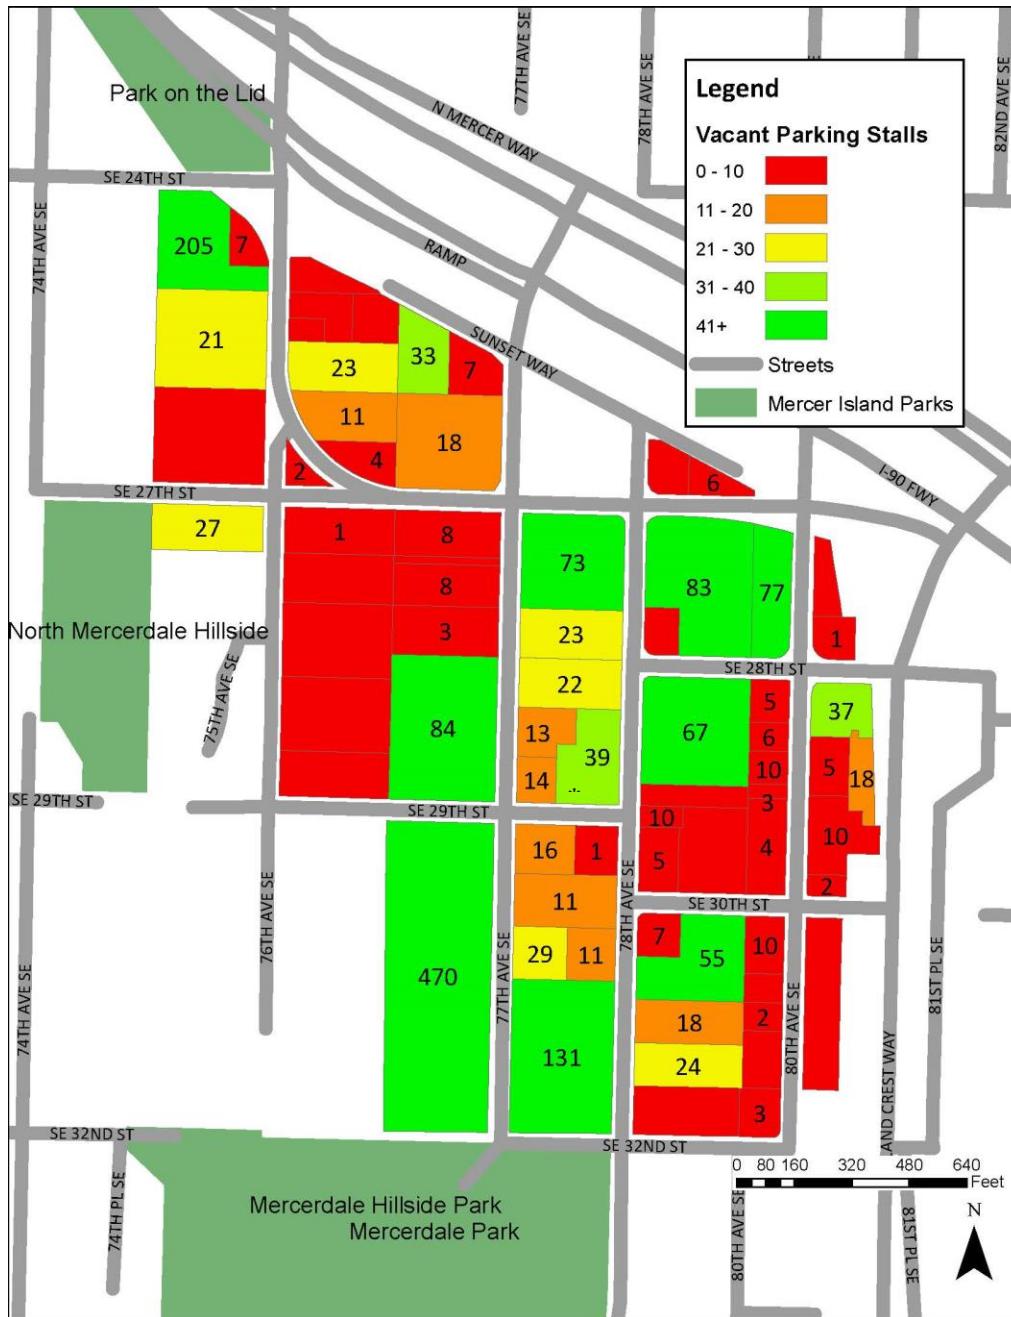 Park on the Lid
77TH AVE SE
N MERCER WAY
78TH AVE SE
82ND AVE SE
Legend
Vacant Parking Stalls
0 - 10
11 - 20
21 - 30
31 - 40
41+
Streets
Mercer Island Parks
SE 24TH ST
74TH AVE SE
RAMP
205
7
SUNSET WAY
21
23
33
7
11
18
4
2
6
I-90 FWY
SE 27TH ST
27
1
8
73
83
77
8
North Mercerdale Hillside
3
23
1
SE 28TH ST
75TH AVE SE
22
84
13
39
14
67
5
6
10
3
37
5
18
10
4
10
5
2
SE 29TH ST
SE 29TH ST
16
1
11
29
11
78TH AVE SE
SE 30TH ST
76TH AVE SE
77TH AVE SE
470
131
7
55
10
18
2
24
3
80TH AVE SE
81ST PL SE
74TH AVE SE
AND CREST WAY
SE 32ND ST
SE 32ND ST
74TH PL SE
Mercerdale Hillside Park
Mercerdale Park
0 80 160 320 480 640
Feet
N
80TH AVE SE
81ST PL SE